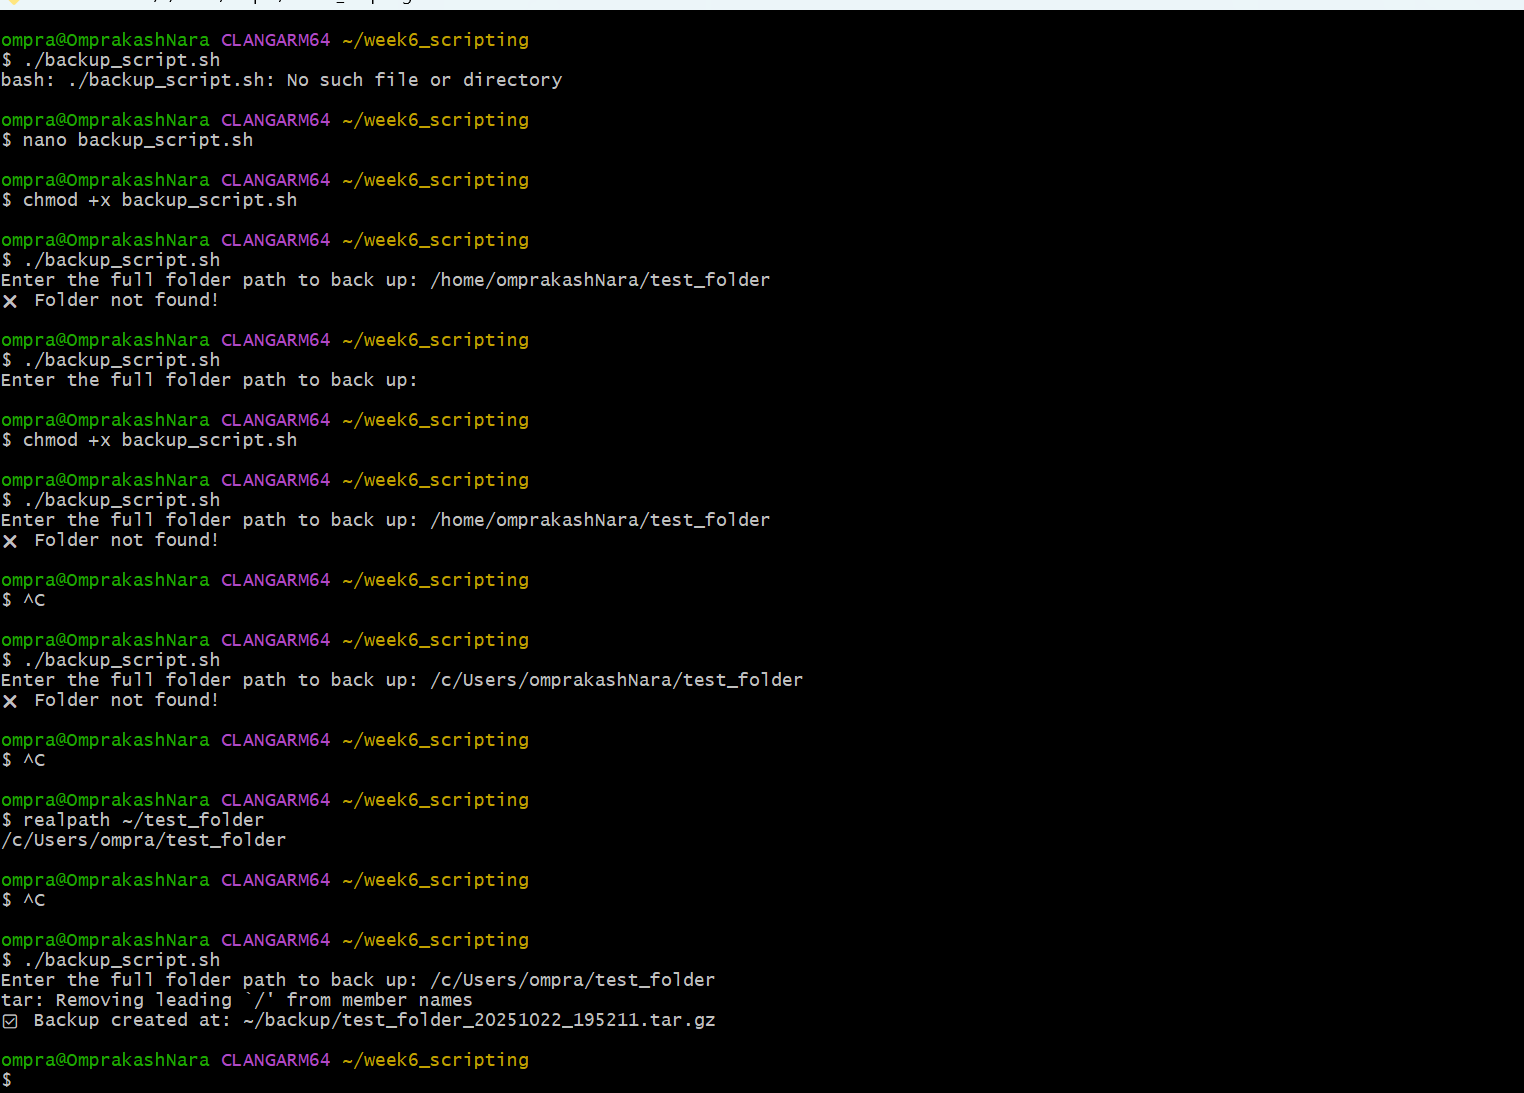 ompra@OmprakashNara CLANGARM64 ~/week6_scripting
$ ./backup_script.sh
bash: ./backup_script.sh: No such file or directory
ompra@OmprakashNara CLANGARM64 ~/week6_scripting
$ nano backup_script.sh
ompra@OmprakashNara CLANGARM64 ~/week6_scripting
$ chmod +x backup_script.sh
ompra@OmprakashNara CLANGARM64 ~/week6_scripting
$ ./backup_script.sh
Enter the full folder path to back up: /home/omprakashNara/test_folder
❌ Folder not found!
ompra@OmprakashNara CLANGARM64 ~/week6_scripting
$ ./backup_script.sh
Enter the full folder path to back up:
ompra@OmprakashNara CLANGARM64 ~/week6_scripting
$ chmod +x backup_script.sh
ompra@OmprakashNara CLANGARM64 ~/week6_scripting
$ ./backup_script.sh
Enter the full folder path to back up: /home/omprakashNara/test_folder
❌ Folder not found!
ompra@OmprakashNara CLANGARM64 ~/week6_scripting
$ ^C
ompra@OmprakashNara CLANGARM64 ~/week6_scripting
$ ./backup_script.sh
Enter the full folder path to back up: /c/Users/omprakashNara/test_folder
❌ Folder not found!
ompra@OmprakashNara CLANGARM64 ~/week6_scripting
$ ^C
ompra@OmprakashNara CLANGARM64 ~/week6_scripting
$ realpath ~/test_folder
/c/Users/ompra/test_folder
ompra@OmprakashNara CLANGARM64 ~/week6_scripting
$ ^C
ompra@OmprakashNara CLANGARM64 ~/week6_scripting
$ ./backup_script.sh
Enter the full folder path to back up: /c/Users/ompra/test_folder
tar: Removing leading `/' from member names
☑ Backup created at: ~/backup/test_folder_20251022_195211.tar.gz
ompra@OmprakashNara CLANGARM64 ~/week6_scripting
$